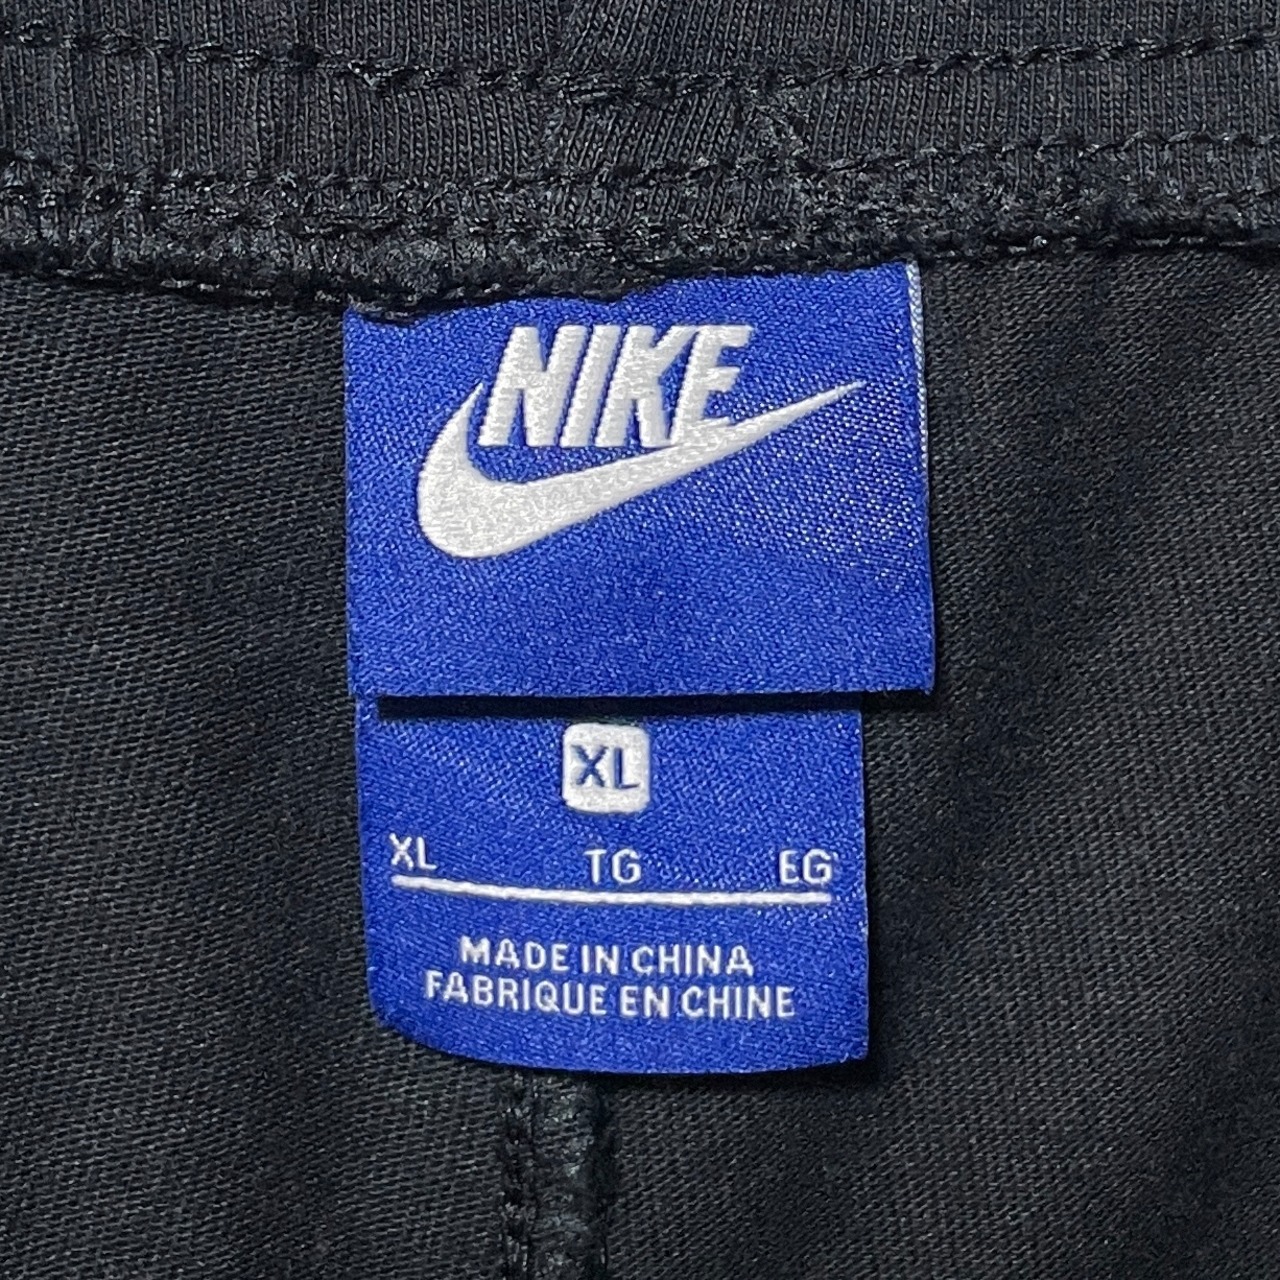 NIKE
XL
XL TG EG
MADE IN CHINA
FABRIQUE EN CHINE